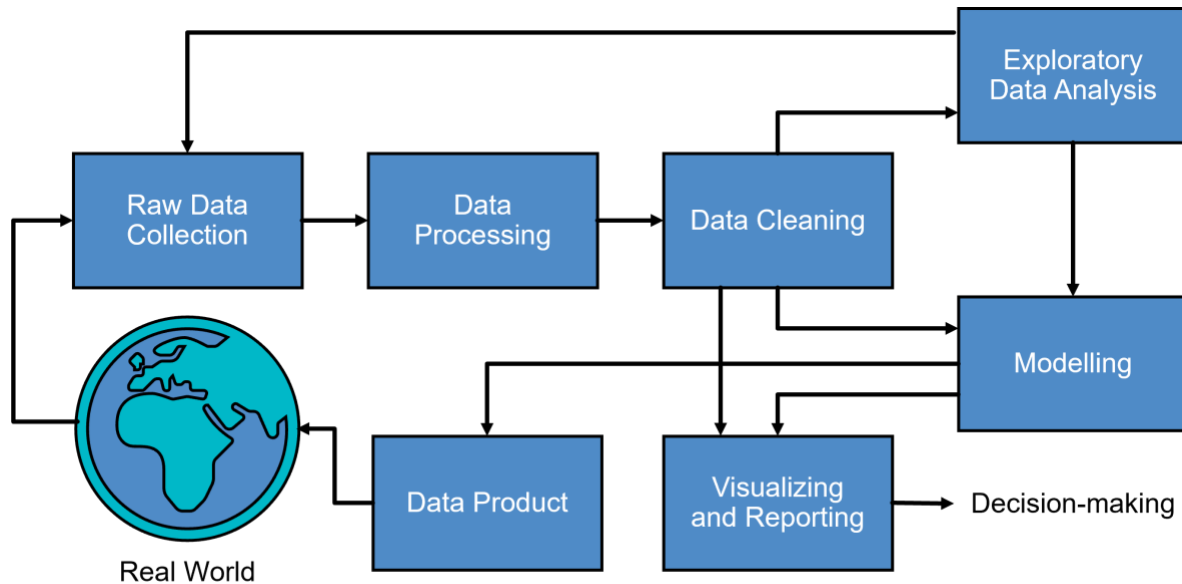 Exploratory
Data Analysis
Raw Data
Collection
Data
Processing
Data Cleaning
Modelling
Data Product
Visualizing
and Reporting
Decision-making
Real World